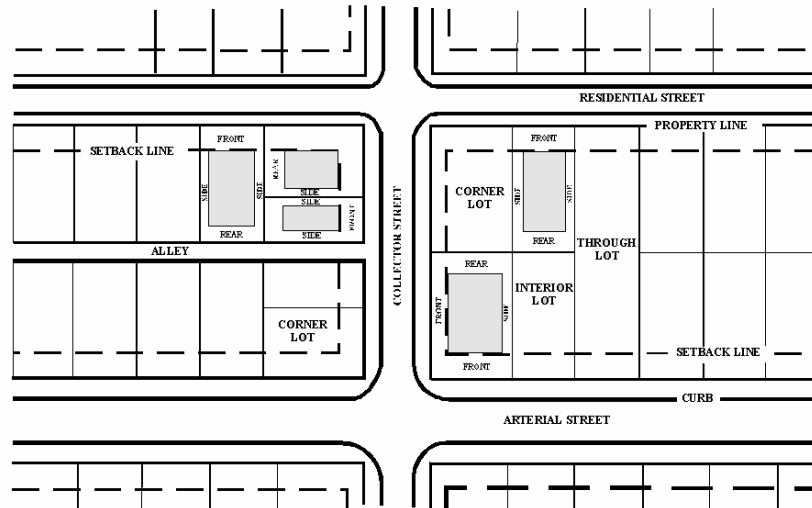 RESIDENTIAL STREET
PROPERTY LINE
FRONT
SETBACK LINE
REAR
SIDE
SIDE
SIDE
SIDE
FRONT
SIDE
REAR
ALLEY
CORNER
LOT
COLLECTOR STREET
FRONT
CORNER
LOT
SIDE
SIDE
REAR
THROUGH
LOT
REAR
INTERIOR
LOT
FRONT
SIDE
SETBACK LINE
FRONT
CURB
ARTERIAL STREET